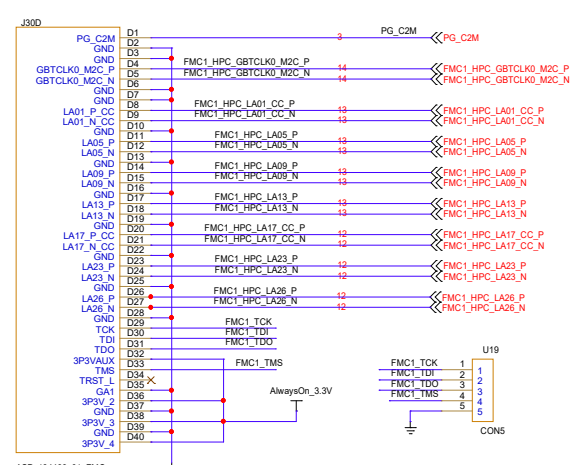 J30D
PG_C2M D1 3 PG_C2M PG_C2M
GND D2
GND D3
GBTCLK0_M2C_P D4 FMC1_HPC_GBTCLK0_M2C_P 14 FMC1_HPC_GBTCLK0_M2C_P
GBTCLK0_M2C_N D5 FMC1_HPC_GBTCLK0_M2C_N 14 FMC1_HPC_GBTCLK0_M2C_N
GND D6
GND D7
LA01_P_CC D8 FMC1_HPC_LA01_CC_P 13 FMC1_HPC_LA01_CC_P
LA01_N_CC D9 FMC1_HPC_LA01_CC_N 13 FMC1_HPC_LA01_CC_N
GND D10
LA05_P D11 FMC1_HPC_LA05_P 13 FMC1_HPC_LA05_P
LA05_N D12 FMC1_HPC_LA05_N 13 FMC1_HPC_LA05_N
GND D13
LA09_P D14 FMC1_HPC_LA09_P 13 FMC1_HPC_LA09_P
LA09_N D15 FMC1_HPC_LA09_N 13 FMC1_HPC_LA09_N
GND D16
LA13_P D17 FMC1_HPC_LA13_P 13 FMC1_HPC_LA13_P
LA13_N D18 FMC1_HPC_LA13_N 13 FMC1_HPC_LA13_N
GND D19
LA17_P_CC D20 FMC1_HPC_LA17_CC_P 12 FMC1_HPC_LA17_CC_P
LA17_N_CC D21 FMC1_HPC_LA17_CC_N 12 FMC1_HPC_LA17_CC_N
GND D22
LA23_P D23 FMC1_HPC_LA23_P 12 FMC1_HPC_LA23_P
LA23_N D24 FMC1_HPC_LA23_N 12 FMC1_HPC_LA23_N
GND D25
LA26_P D26 FMC1_HPC_LA26_P 12 FMC1_HPC_LA26_P
LA26_N D27 FMC1_HPC_LA26_N 12 FMC1_HPC_LA26_N
GND D28
TCK D29 FMC1_TCK
TDI D30 FMC1_TDI
TDO D31 FMC1_TDO
3P3VAUX D32
TMS D33 FMC1_TMS
TRST_L D34
GA1 D35
3P3V_2 D36
GND D37
3P3V_3 D38
GND D39
3P3V_4 D40
AlwaysOn_3.3V
U19
FMC1_TCK 1 1
FMC1_TDI 2 2
FMC1_TDO 3 3
FMC1_TMS 4 4
5 5
CON5